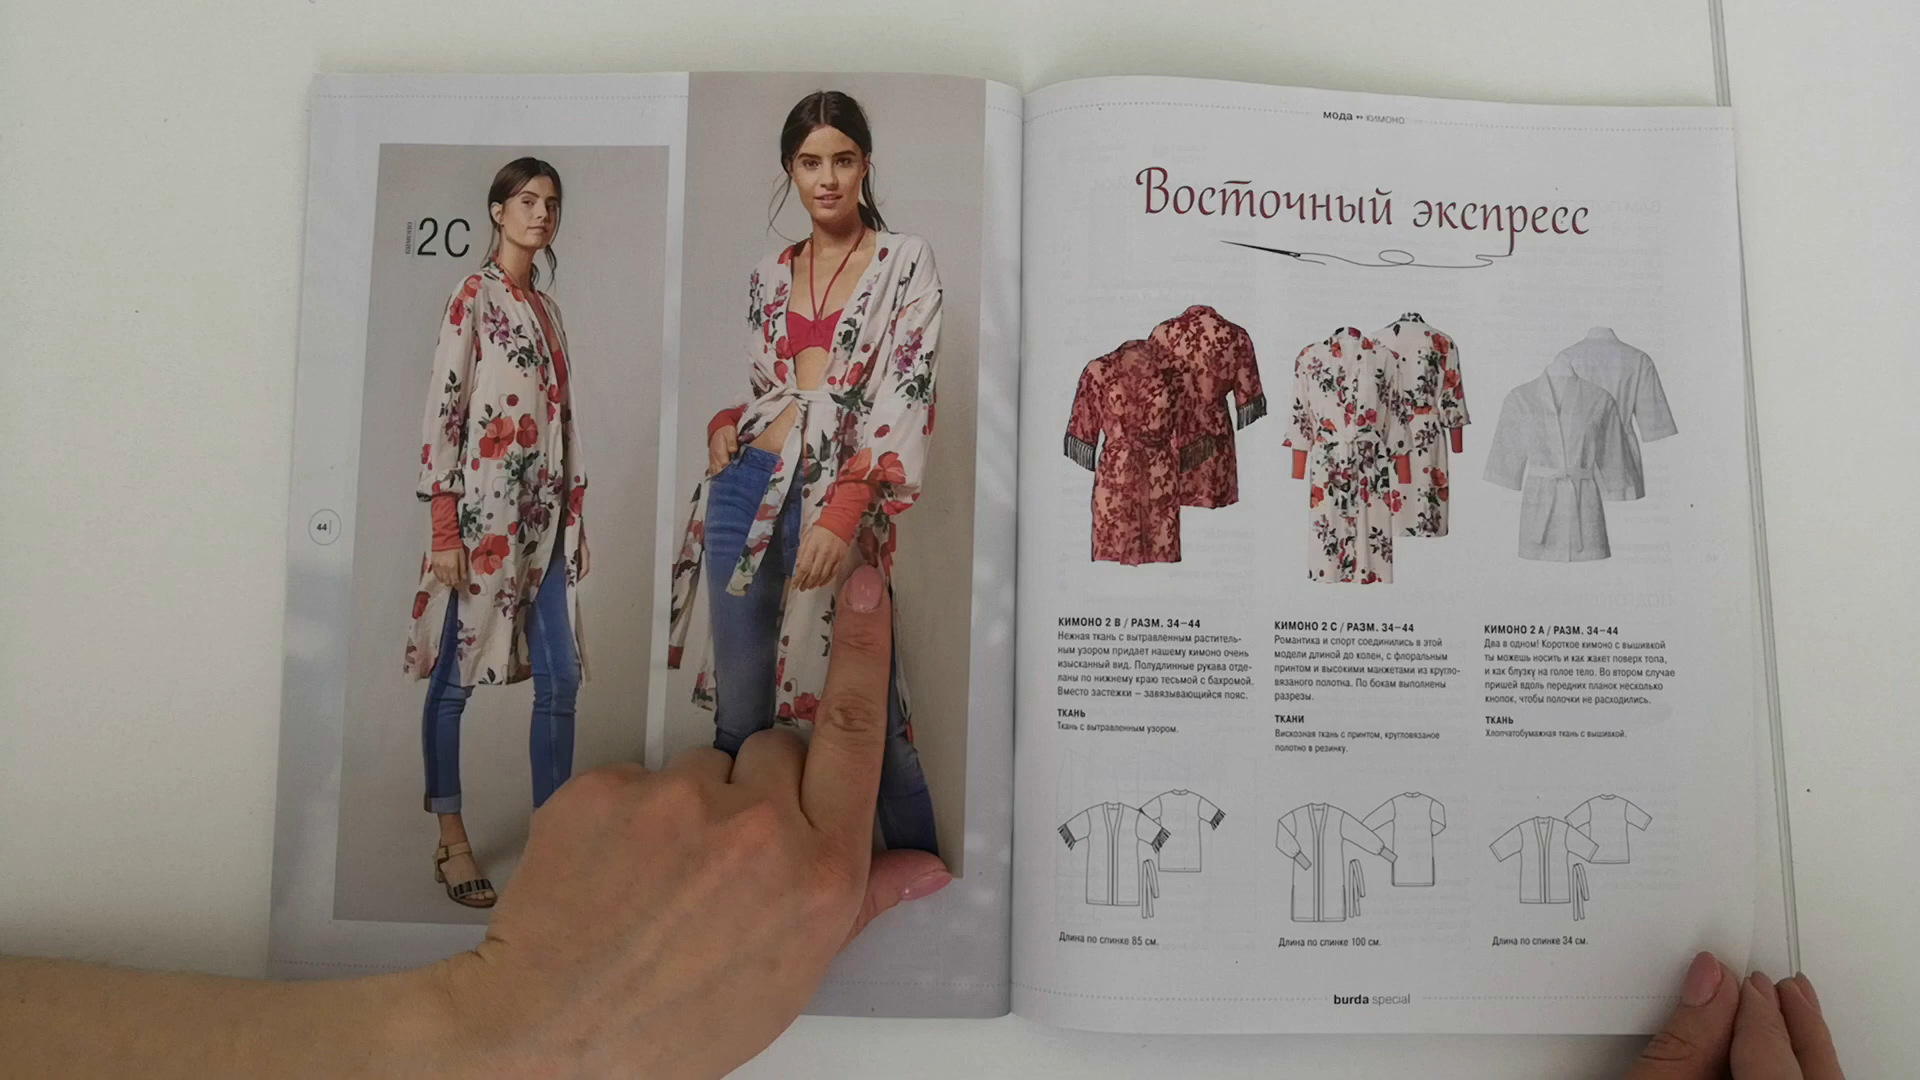 кимоно
2C
44
мода •• кимоно
Восточный экспресс
КИМОНО 2 B / РАЗМ. 34–44
Нежная ткань с вытравленным раститель-
ным узором придает нашему кимоно очень
изысканный вид. Полудлинные рукава отде-
ланы по нижнему краю тесьмой с бахромой.
Вместо застежки – завязывающийся пояс.
ТКАНЬ
Ткань с вытравленным узором.
Длина по спинке 85 см.
КИМОНО 2 C / РАЗМ. 34–44
Романтика и спорт соединились в этой
модели длиной до колен, с флоральным
принтом и высокими манжетами из кругло-
вязаного полотна. По бокам выполнены
разрезы.
ТКАНИ
Вискозная ткань с принтом, кругловязаное
полотно в резинку.
Длина по спинке 100 см.
КИМОНО 2 A / РАЗМ. 34–44
Два в одном! Короткое кимоно с вышивкой
ты можешь носить и как жакет поверх топа,
и как блузку на голое тело. Во втором случае
пришей вдоль передних планок несколько
кнопок, чтобы полочки не расходились.
ТКАНЬ
Хлопчатобумажная ткань с вышивкой.
Длина по спинке 34 см.
burda special